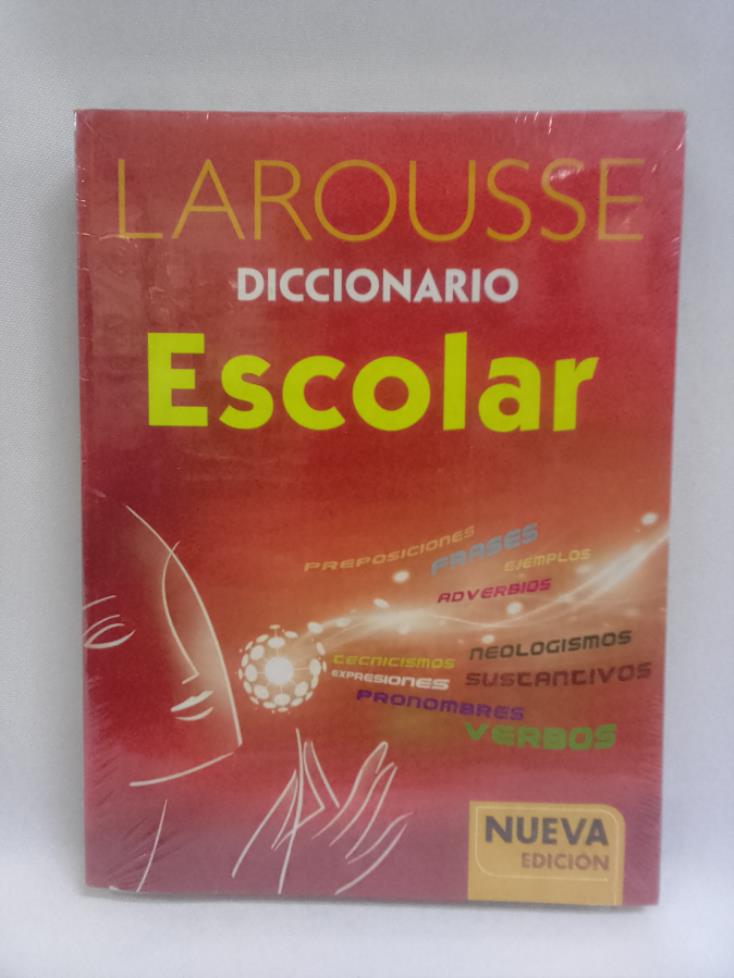 LAROUSSE
DICCIONARIO
Escolar
PREPOSICIONES
FRASES
EJEMPLOS
ADVERBIOS
NEOLOGISMOS
TECNICISMOS
EXPRESIONES
SUSTANTIVOS
PRONOMBRES
VERBOS
NUEVA
EDICIÓN